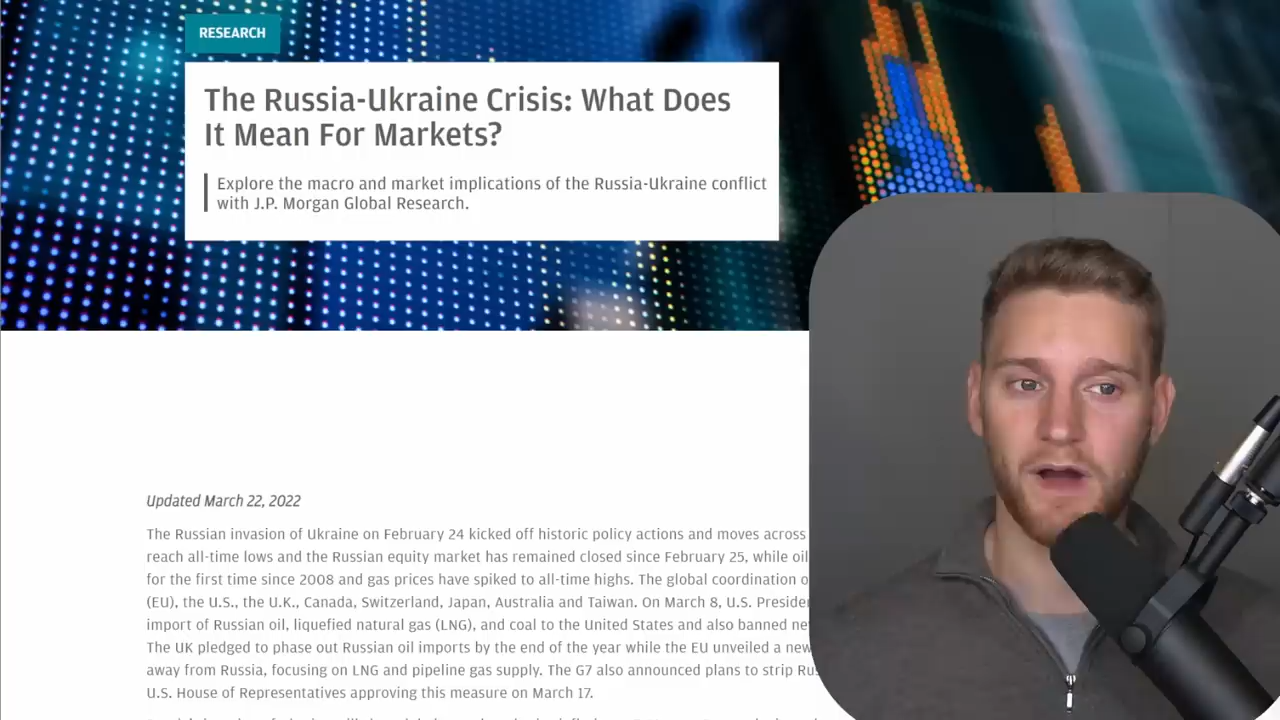 RESEARCH
The Russia-Ukraine Crisis: What Does
It Mean For Markets?
Explore the macro and market implications of the Russia-Ukraine conflict
with J.P. Morgan Global Research.
Updated March 22, 2022
The Russian invasion of Ukraine on February 24 kicked off historic policy actions and moves across
reach all-time lows and the Russian equity market has remained closed since February 25, while oil
for the first time since 2008 and gas prices have spiked to all-time highs. The global coordination
(EU), the U.S., the U.K., Canada, Switzerland, Japan, Australia and Taiwan. On March 8, U.S.
import of Russian oil, liquefied natural gas (LNG), and coal to the United States and also banned
The UK pledged to phase out Russian oil imports by the end of the year while the EU unveiled a new
away from Russia, focusing on LNG and pipeline gas supply. The G7 also announced plans to strip
U.S. House of Representatives approving this measure on March 17.